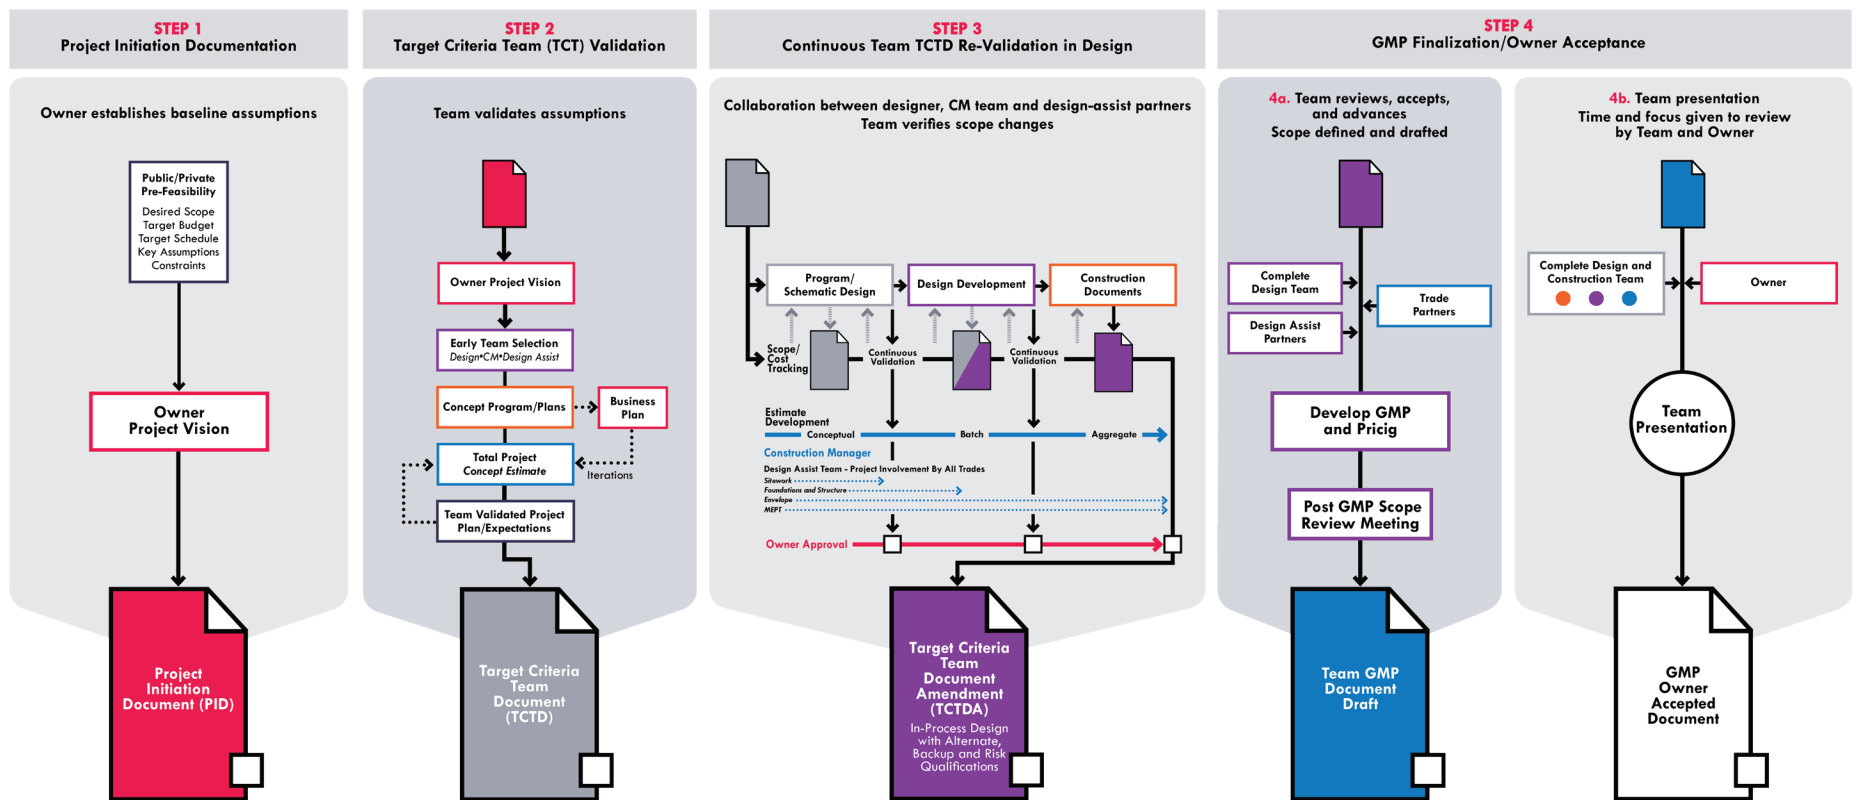 STEP 1
Project Initiation Documentation
Owner establishes baseline assumptions
Public/Private
Pre-Feasibility
Desired Scope
Target Budget
Target Schedule
Key Assumptions
Constraints
Owner
Project Vision
Project
Initiation
Document (PID)
STEP 2
Target Criteria Team (TCT) Validation
Team validates assumptions
Owner Project Vision
Early Team Selection
Design•CM•Design Assist
Concept Program/Plans
Business
Plan
Total Project
Concept Estimate
Iterations
Team Validated Project
Plan/Expectations
Target Criteria
Team
Document
(TCTD)
STEP 3
Continuous Team TCTD Re-Validation in Design
Collaboration between designer, CM team and design-assist partners
Team verifies scope changes
Program/
Schematic Design
Design Development
Construction
Documents
Scope/
Cost
Tracking
Continuous
Validation
Continuous
Validation
Estimate
Development
Conceptual
Batch
Aggregate
Construction Manager
Design Assist Team - Project Involvement By All Trades
Sitework
Foundations and Structure
Envelope
MEPT
Owner Approval
Target Criteria
Team
Document
Amendment
(TCTDA)
In-Process Design
with Alternate,
Backup and Risk
Qualifications
STEP 4
GMP Finalization/Owner Acceptance
4a. Team reviews, accepts,
and advances
Scope defined and drafted
Complete
Design Team
Trade
Partners
Design Assist
Partners
Develop GMP
and Pricig
Post GMP Scope
Review Meeting
Team GMP
Document
Draft
4b. Team presentation
Time and focus given to review
by Team and Owner
Complete Design and
Construction Team
Owner
Team
Presentation
GMP
Owner
Accepted
Document